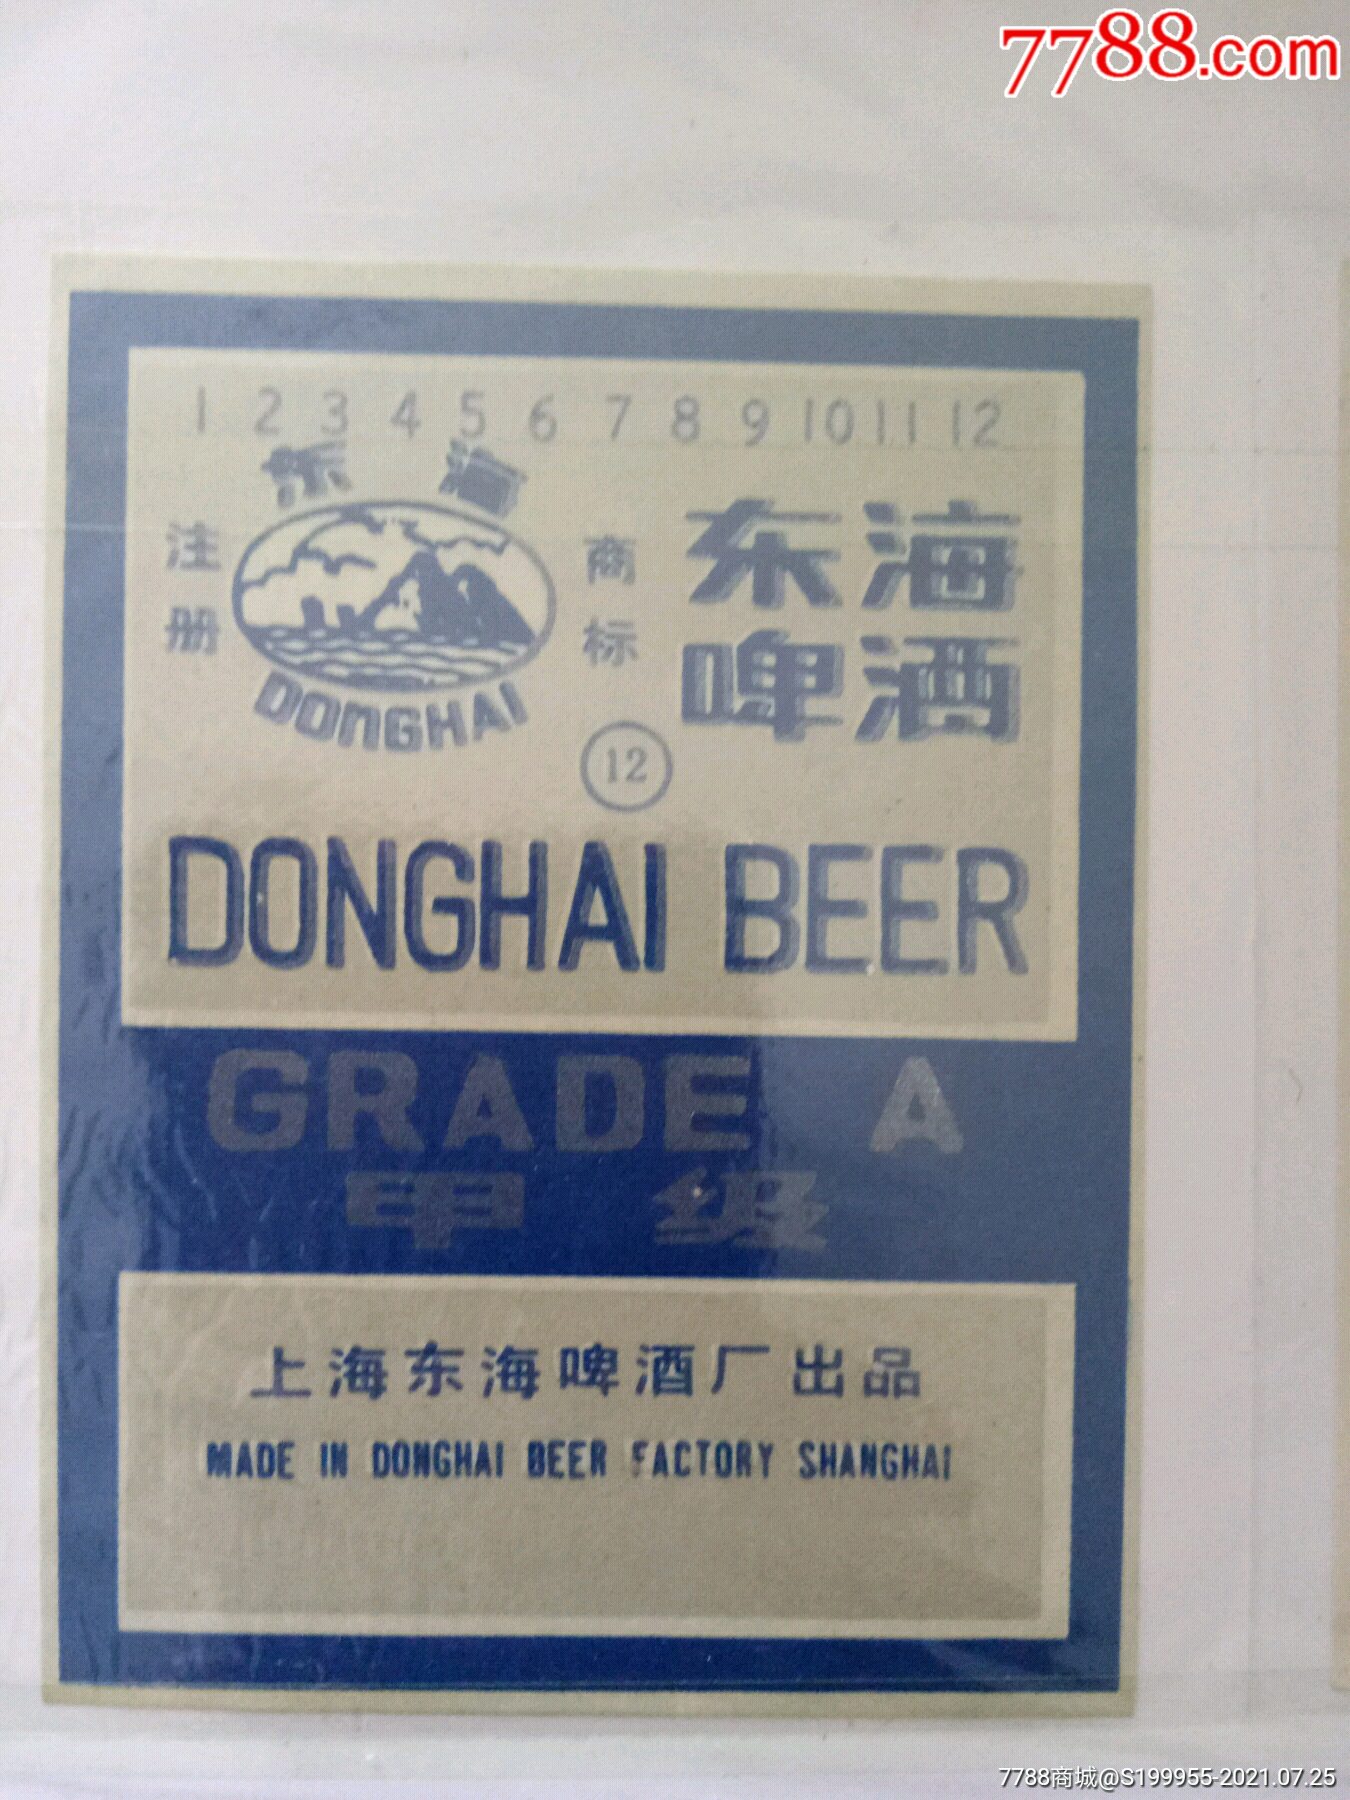 7788.com
1 2 3 4 5 6 7 8 9 10 11 12
东海
注册
商标
DONGHAI
东海
啤酒
12
DONGHAI BEER
GRADE A
甲级
上海东海啤酒厂出品
MADE IN DONGHAI BEER FACTORY SHANGHAI
7788商城@S199955-2021.07.25